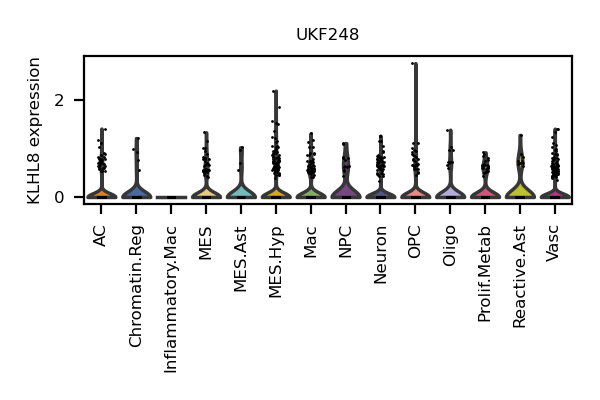 UKF248
KLHL8 expression
2
0
AC
Chromatin.Reg
Inflammatory.Mac
MES
MES.Ast
MES.Hyp
Mac
NPC
Neuron
OPC
Oligo
Prolif.Metab
Reactive.Ast
Vasc